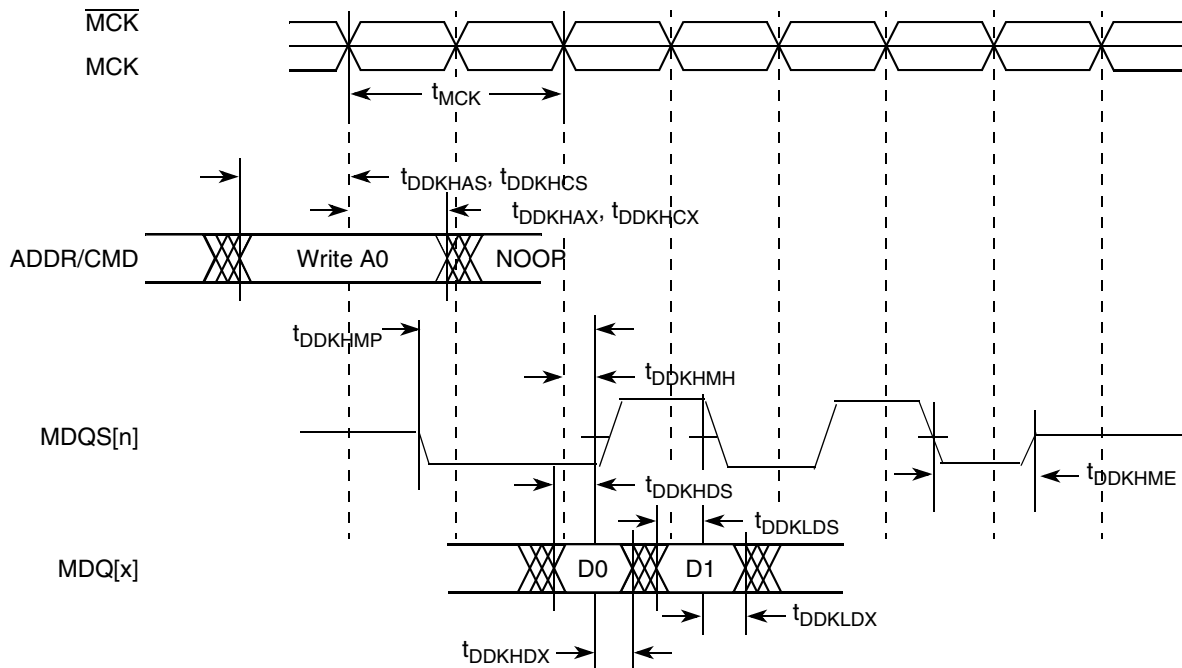 MCK
MCK
tMCK
tDDKHAS, tDDKHCS
tDDKHAX, tDDKHCX
ADDR/CMD
Write A0
NOOP
tDDKHMP
tDDKHMH
MDQS[n]
tDDKHDS
tDDKHME
tDDKLDS
MDQ[x]
D0
D1
tDDKLDX
tDDKHDX